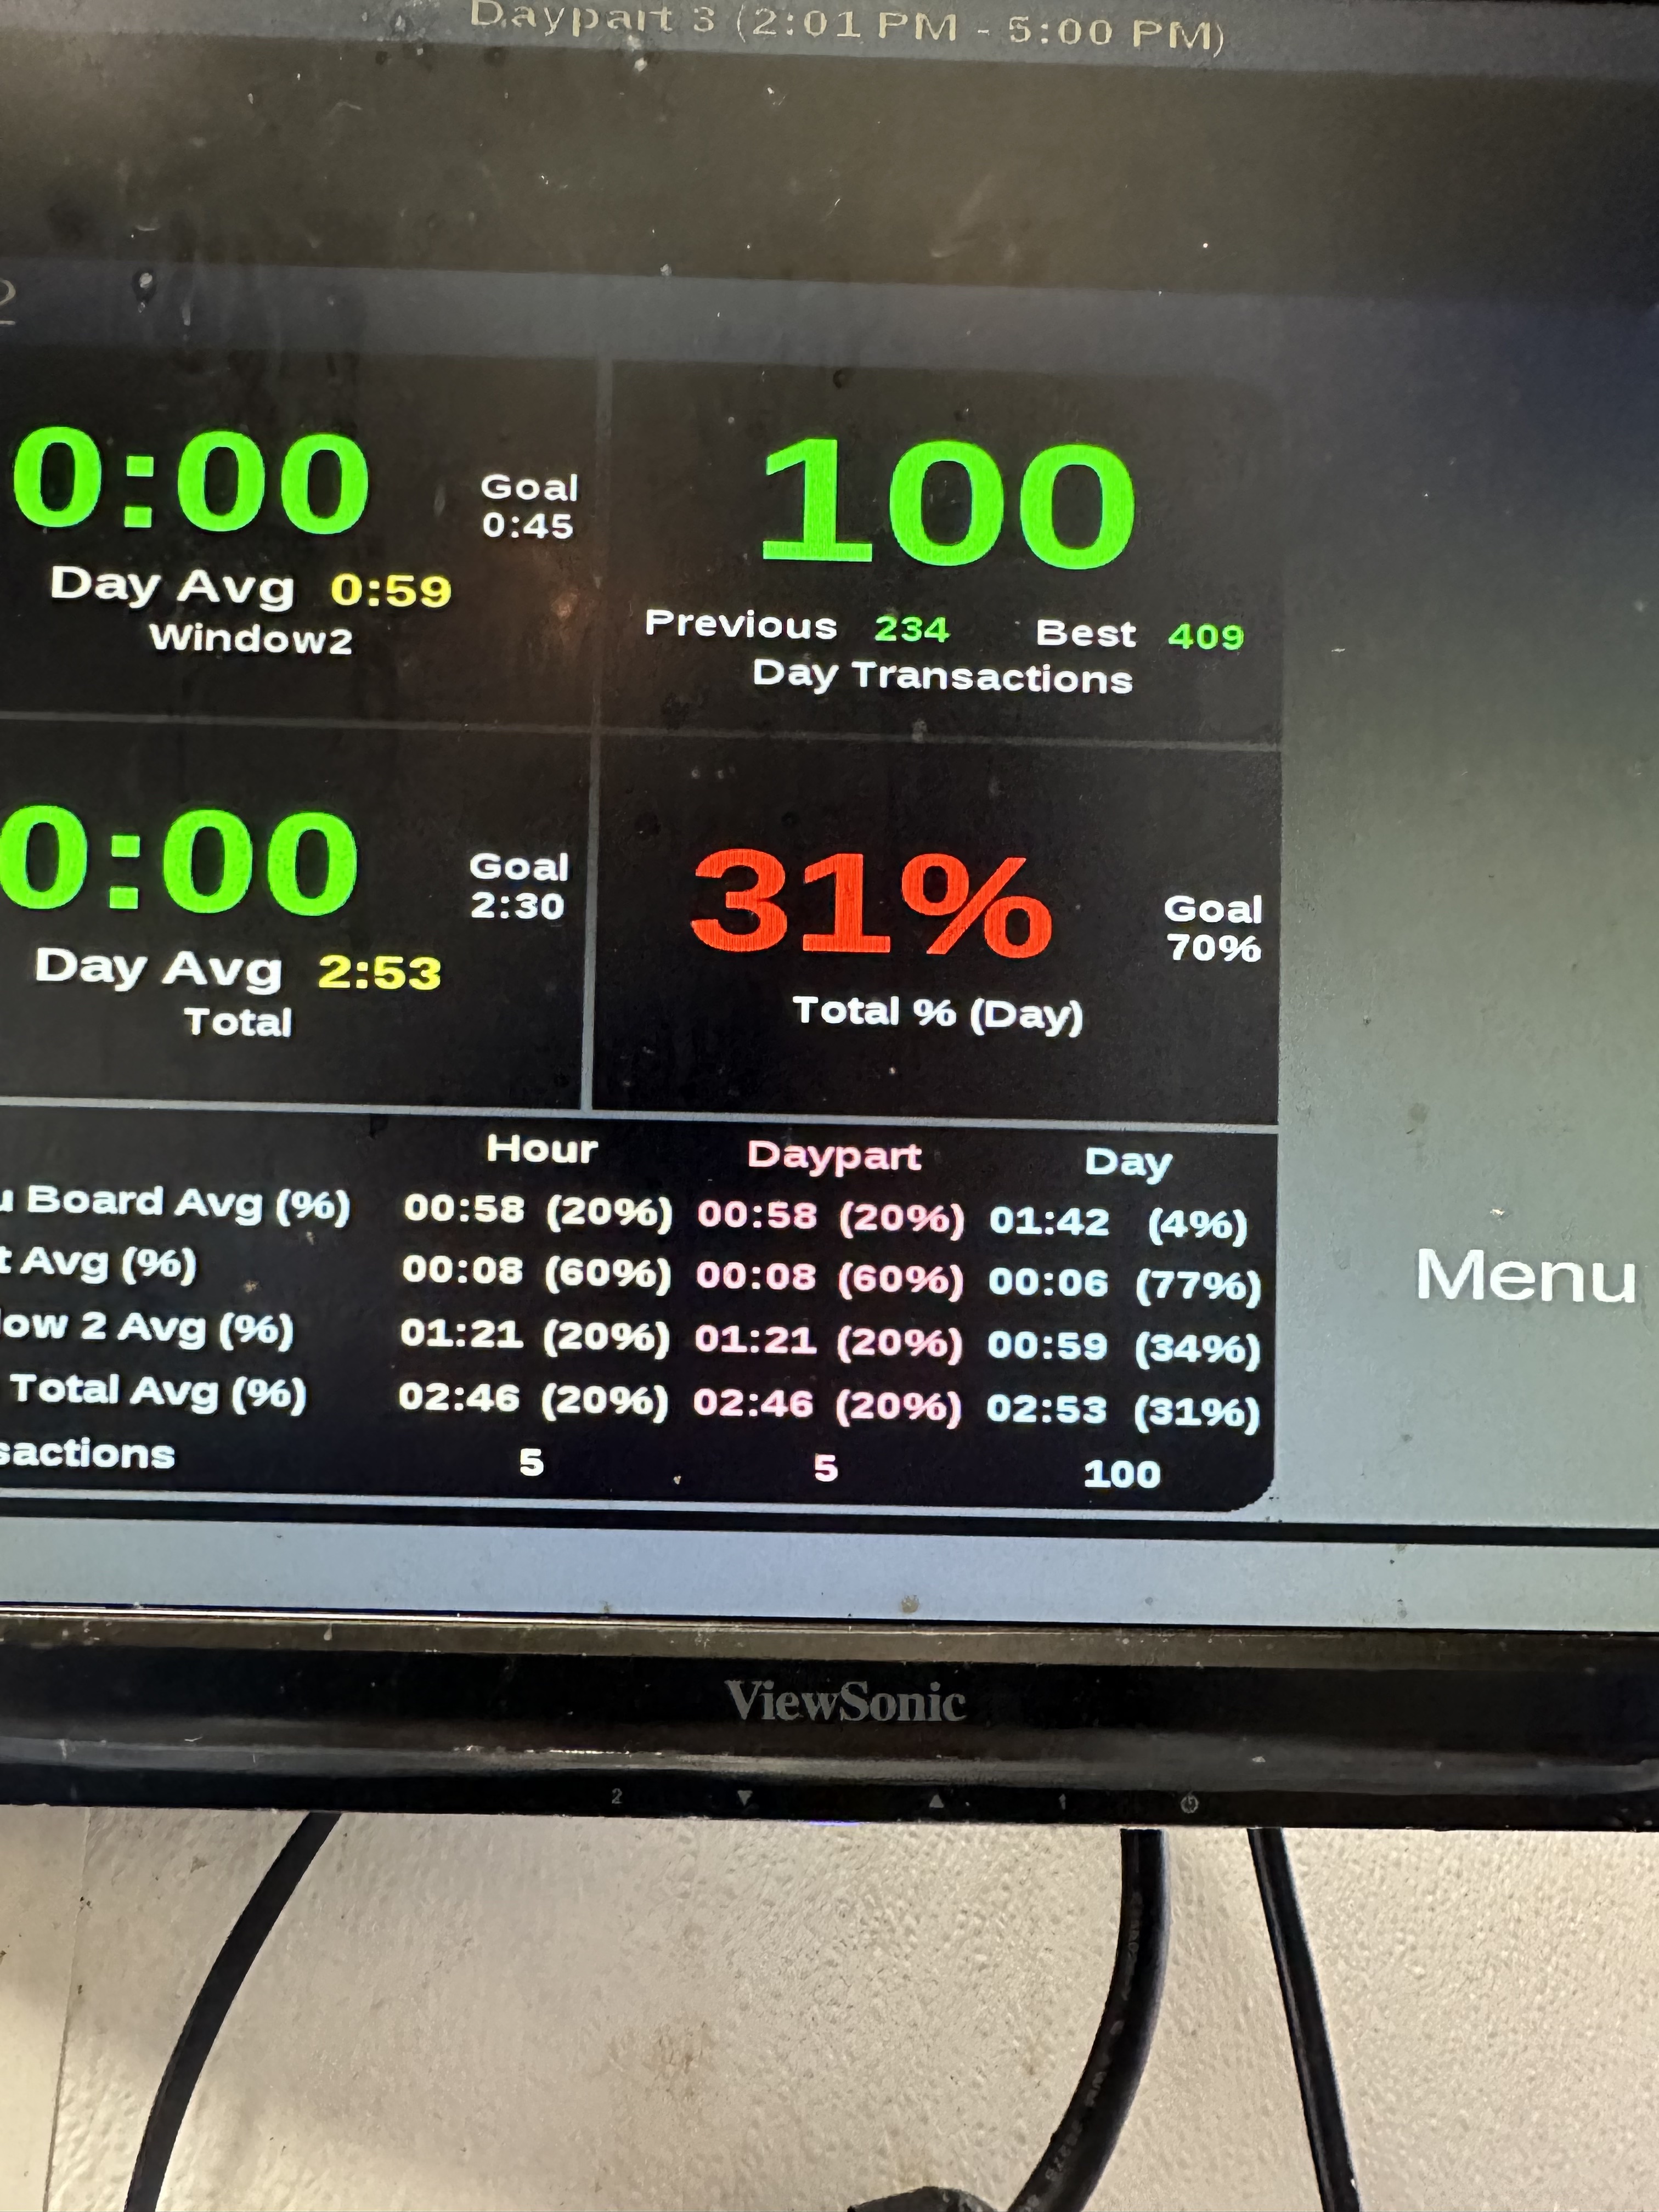 Daypart 3 (2:01 PM - 5:00 PM)
2
0:00
Goal
0:45
Day Avg 0:59
Window2
100
Previous 234 Best 409
Day Transactions
0:00
Goal
2:30
Day Avg 2:53
Total
31%
Goal
70%
Total % (Day)
Hour Daypart Day
u Board Avg (%) 00:58 (20%) 00:58 (20%) 01:42 (4%)
t Avg (%) 00:08 (60%) 00:08 (60%) 00:06 (77%)
low 2 Avg (%) 01:21 (20%) 01:21 (20%) 00:59 (34%)
Total Avg (%) 02:46 (20%) 02:46 (20%) 02:53 (31%)
sactions 5 5 100
Menu
ViewSonic
2 ▼ ▲ 1